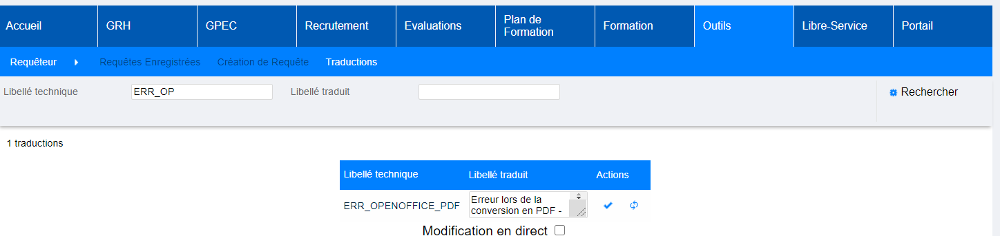 Accueil GRH GPEC Recrutement Evaluations Plan de Formation Formation Outils Libre-Service Portail
Requêteur Requêtes Enregistrées Création de Requête Traductions
Libellé technique ERR_OP Libellé traduit Rechercher
1 traductions
Libellé technique Libellé traduit Actions
ERR_OPENOFFICE_PDF Erreur lors de la
conversion en PDF -
Modification en direct